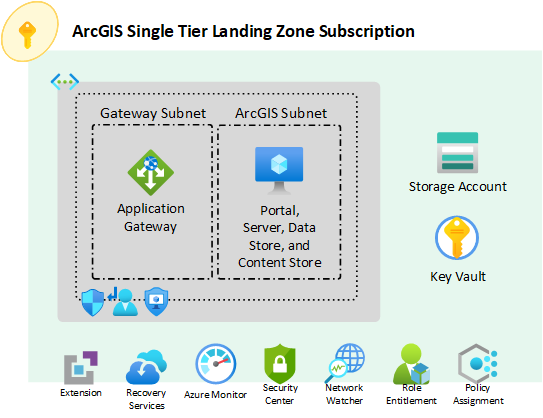 ArcGIS Single Tier Landing Zone Subscription
Gateway Subnet
ArcGIS Subnet
Application
Gateway
Portal,
Server, Data
Store, and
Content Store
Storage Account
Key Vault
Extension
Recovery
Services
Azure Monitor
Security
Center
Network
Watcher
Role
Entitlement
Policy
Assignment